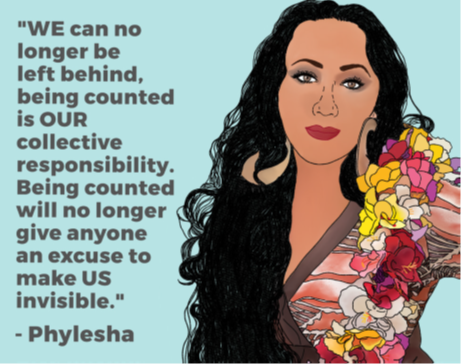 "WE can no
longer be
left behind,
being counted
is OUR
collective
responsibility.
Being counted
will no longer
give anyone
an excuse to
make US
invisible."
- Phylesha